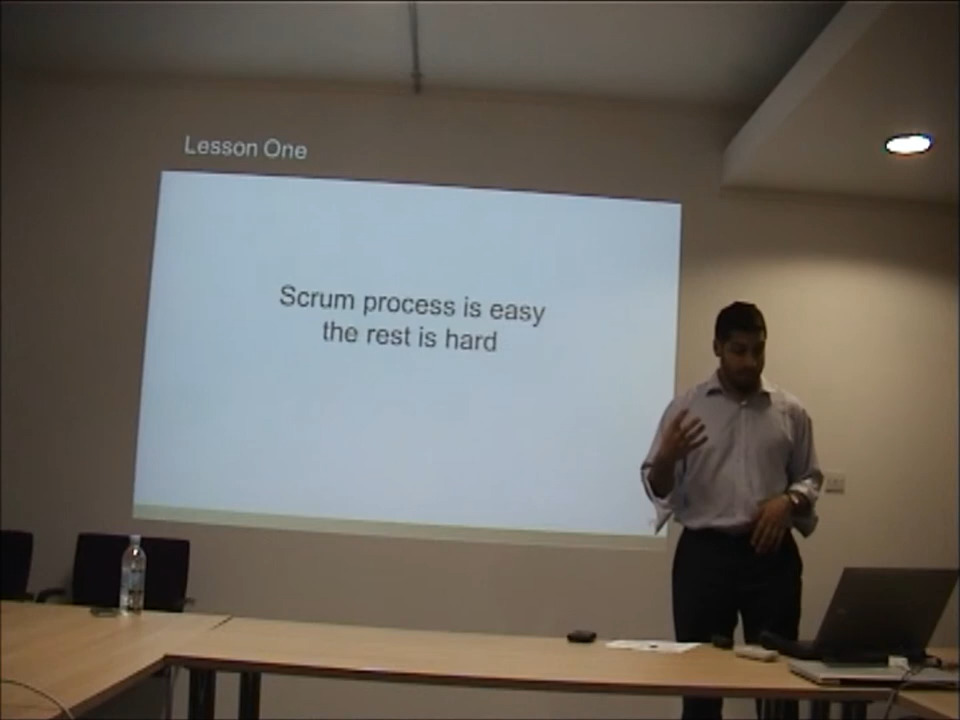 Lesson One
Scrum process is easy
the rest is hard